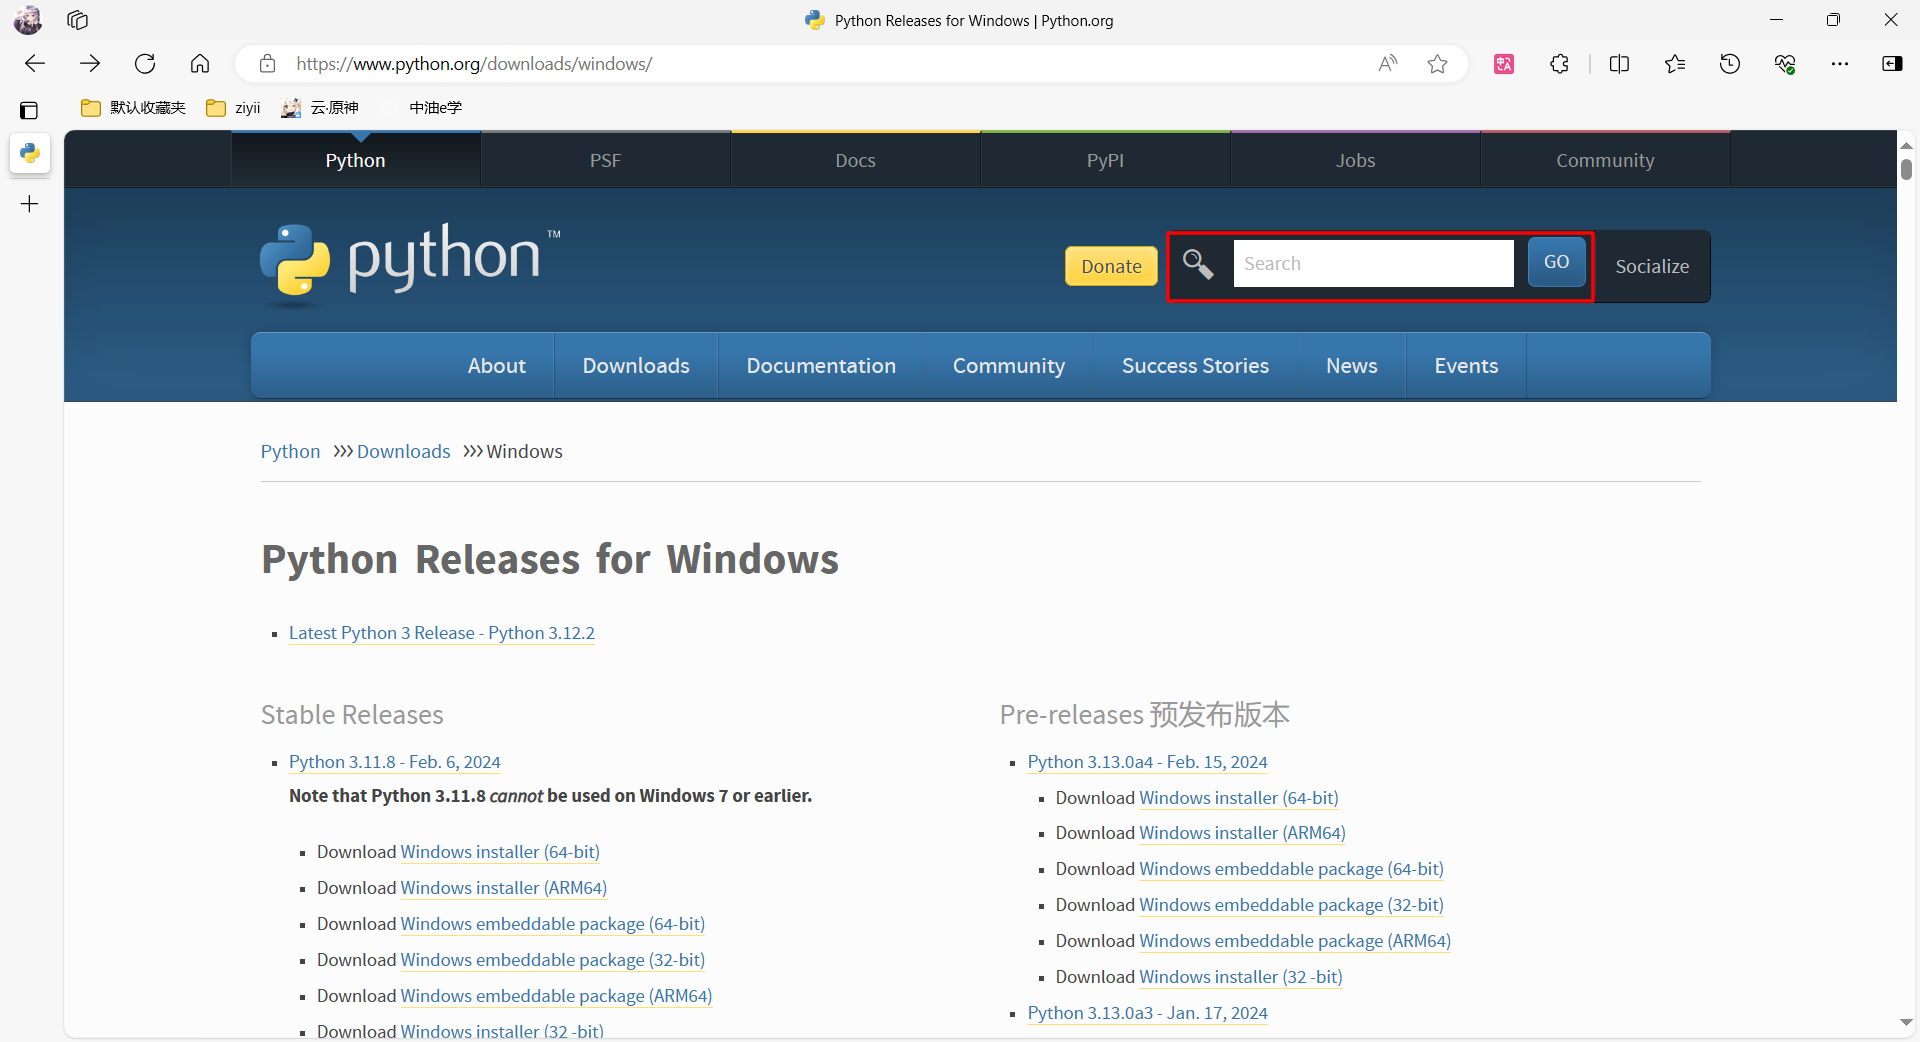 Python Releases for Windows | Python.org
https://www.python.org/downloads/windows/
默认收藏夹 ziyii 云·原神 中油e学
Python PSF Docs PyPI Jobs Community
python™
Donate Search GO Socialize
About Downloads Documentation Community Success Stories News Events
Python >>> Downloads >>> Windows
Python Releases for Windows
Latest Python 3 Release - Python 3.12.2
Stable Releases
Python 3.11.8 - Feb. 6, 2024
Note that Python 3.11.8 cannot be used on Windows 7 or earlier.
Download Windows installer (64-bit)
Download Windows installer (ARM64)
Download Windows embeddable package (64-bit)
Download Windows embeddable package (32-bit)
Download Windows embeddable package (ARM64)
Download Windows installer (32 -bit)
Pre-releases 预发布版本
Python 3.13.0a4 - Feb. 15, 2024
Download Windows installer (64-bit)
Download Windows installer (ARM64)
Download Windows embeddable package (64-bit)
Download Windows embeddable package (32-bit)
Download Windows embeddable package (ARM64)
Download Windows installer (32 -bit)
Python 3.13.0a3 - Jan. 17, 2024